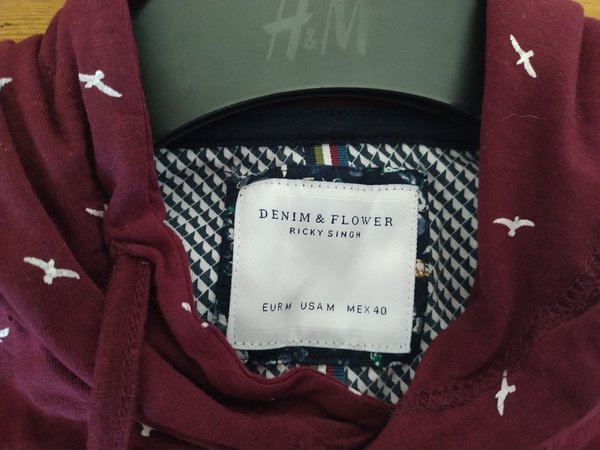 H&M
DENIM & FLOWER
RICKY SINGH
EUR M USA M MEX 40